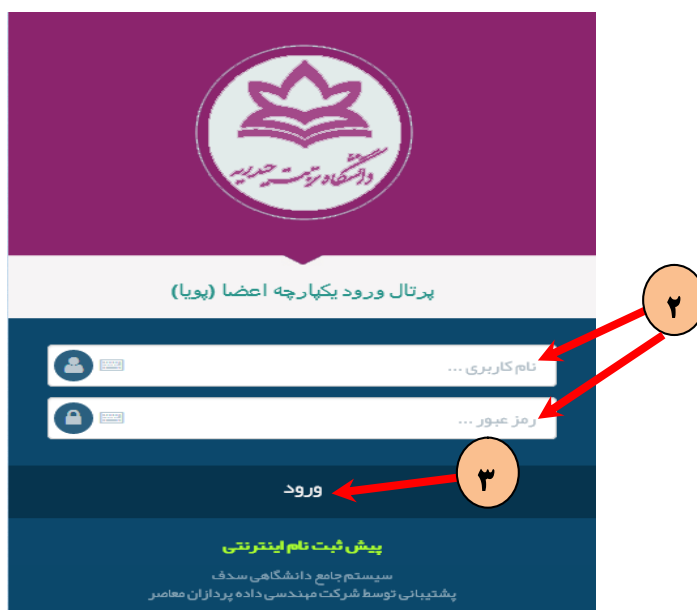 دانشگاه تربت حیدریه
پرتال ورود یکپارچه اعضا (پویا)
۲
نام کاربری ...
رمز عبور ...
۳
ورود
پیش ثبت نام اینترنتی
سیستم جامع دانشگاهی سدف
پشتیبانی توسط شرکت مهندسی داده پردازان معاصر